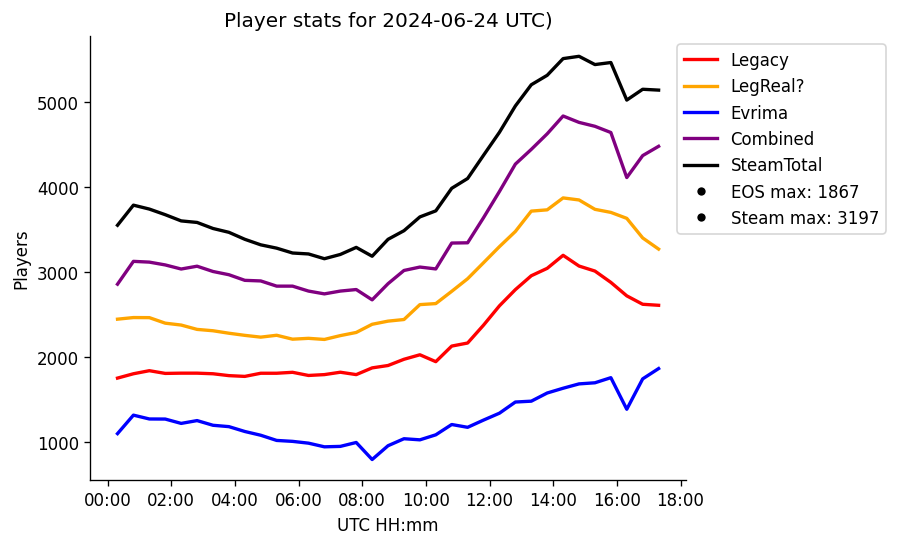 Player stats for 2024-06-24 UTC)
Legacy
LegReal?
Evrima
Combined
SteamTotal
EOS max: 1867
Steam max: 3197
Players
5000
4000
3000
2000
1000
00:00 02:00 04:00 06:00 08:00 10:00 12:00 14:00 16:00 18:00
UTC HH:mm